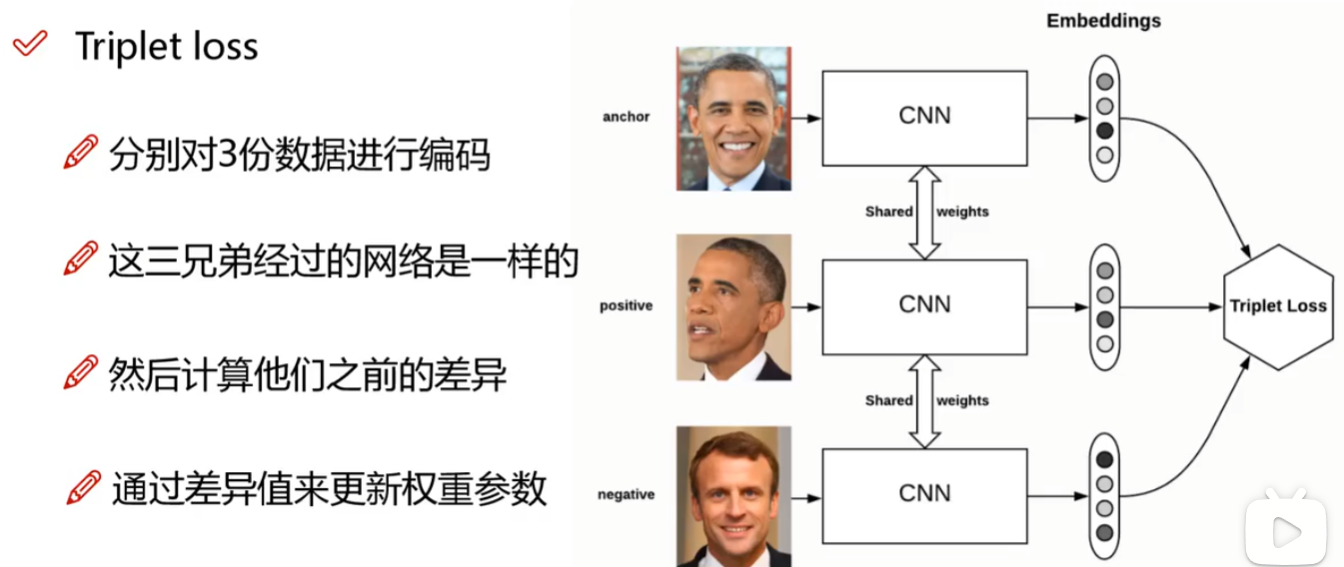 Triplet loss
分别对3份数据进行编码
这三兄弟经过的网络是一样的
然后计算他们之前的差异
通过差异值来更新权重参数
Embeddings
anchor
CNN
Shared weights
positive
CNN
Triplet Loss
Shared weights
negative
CNN